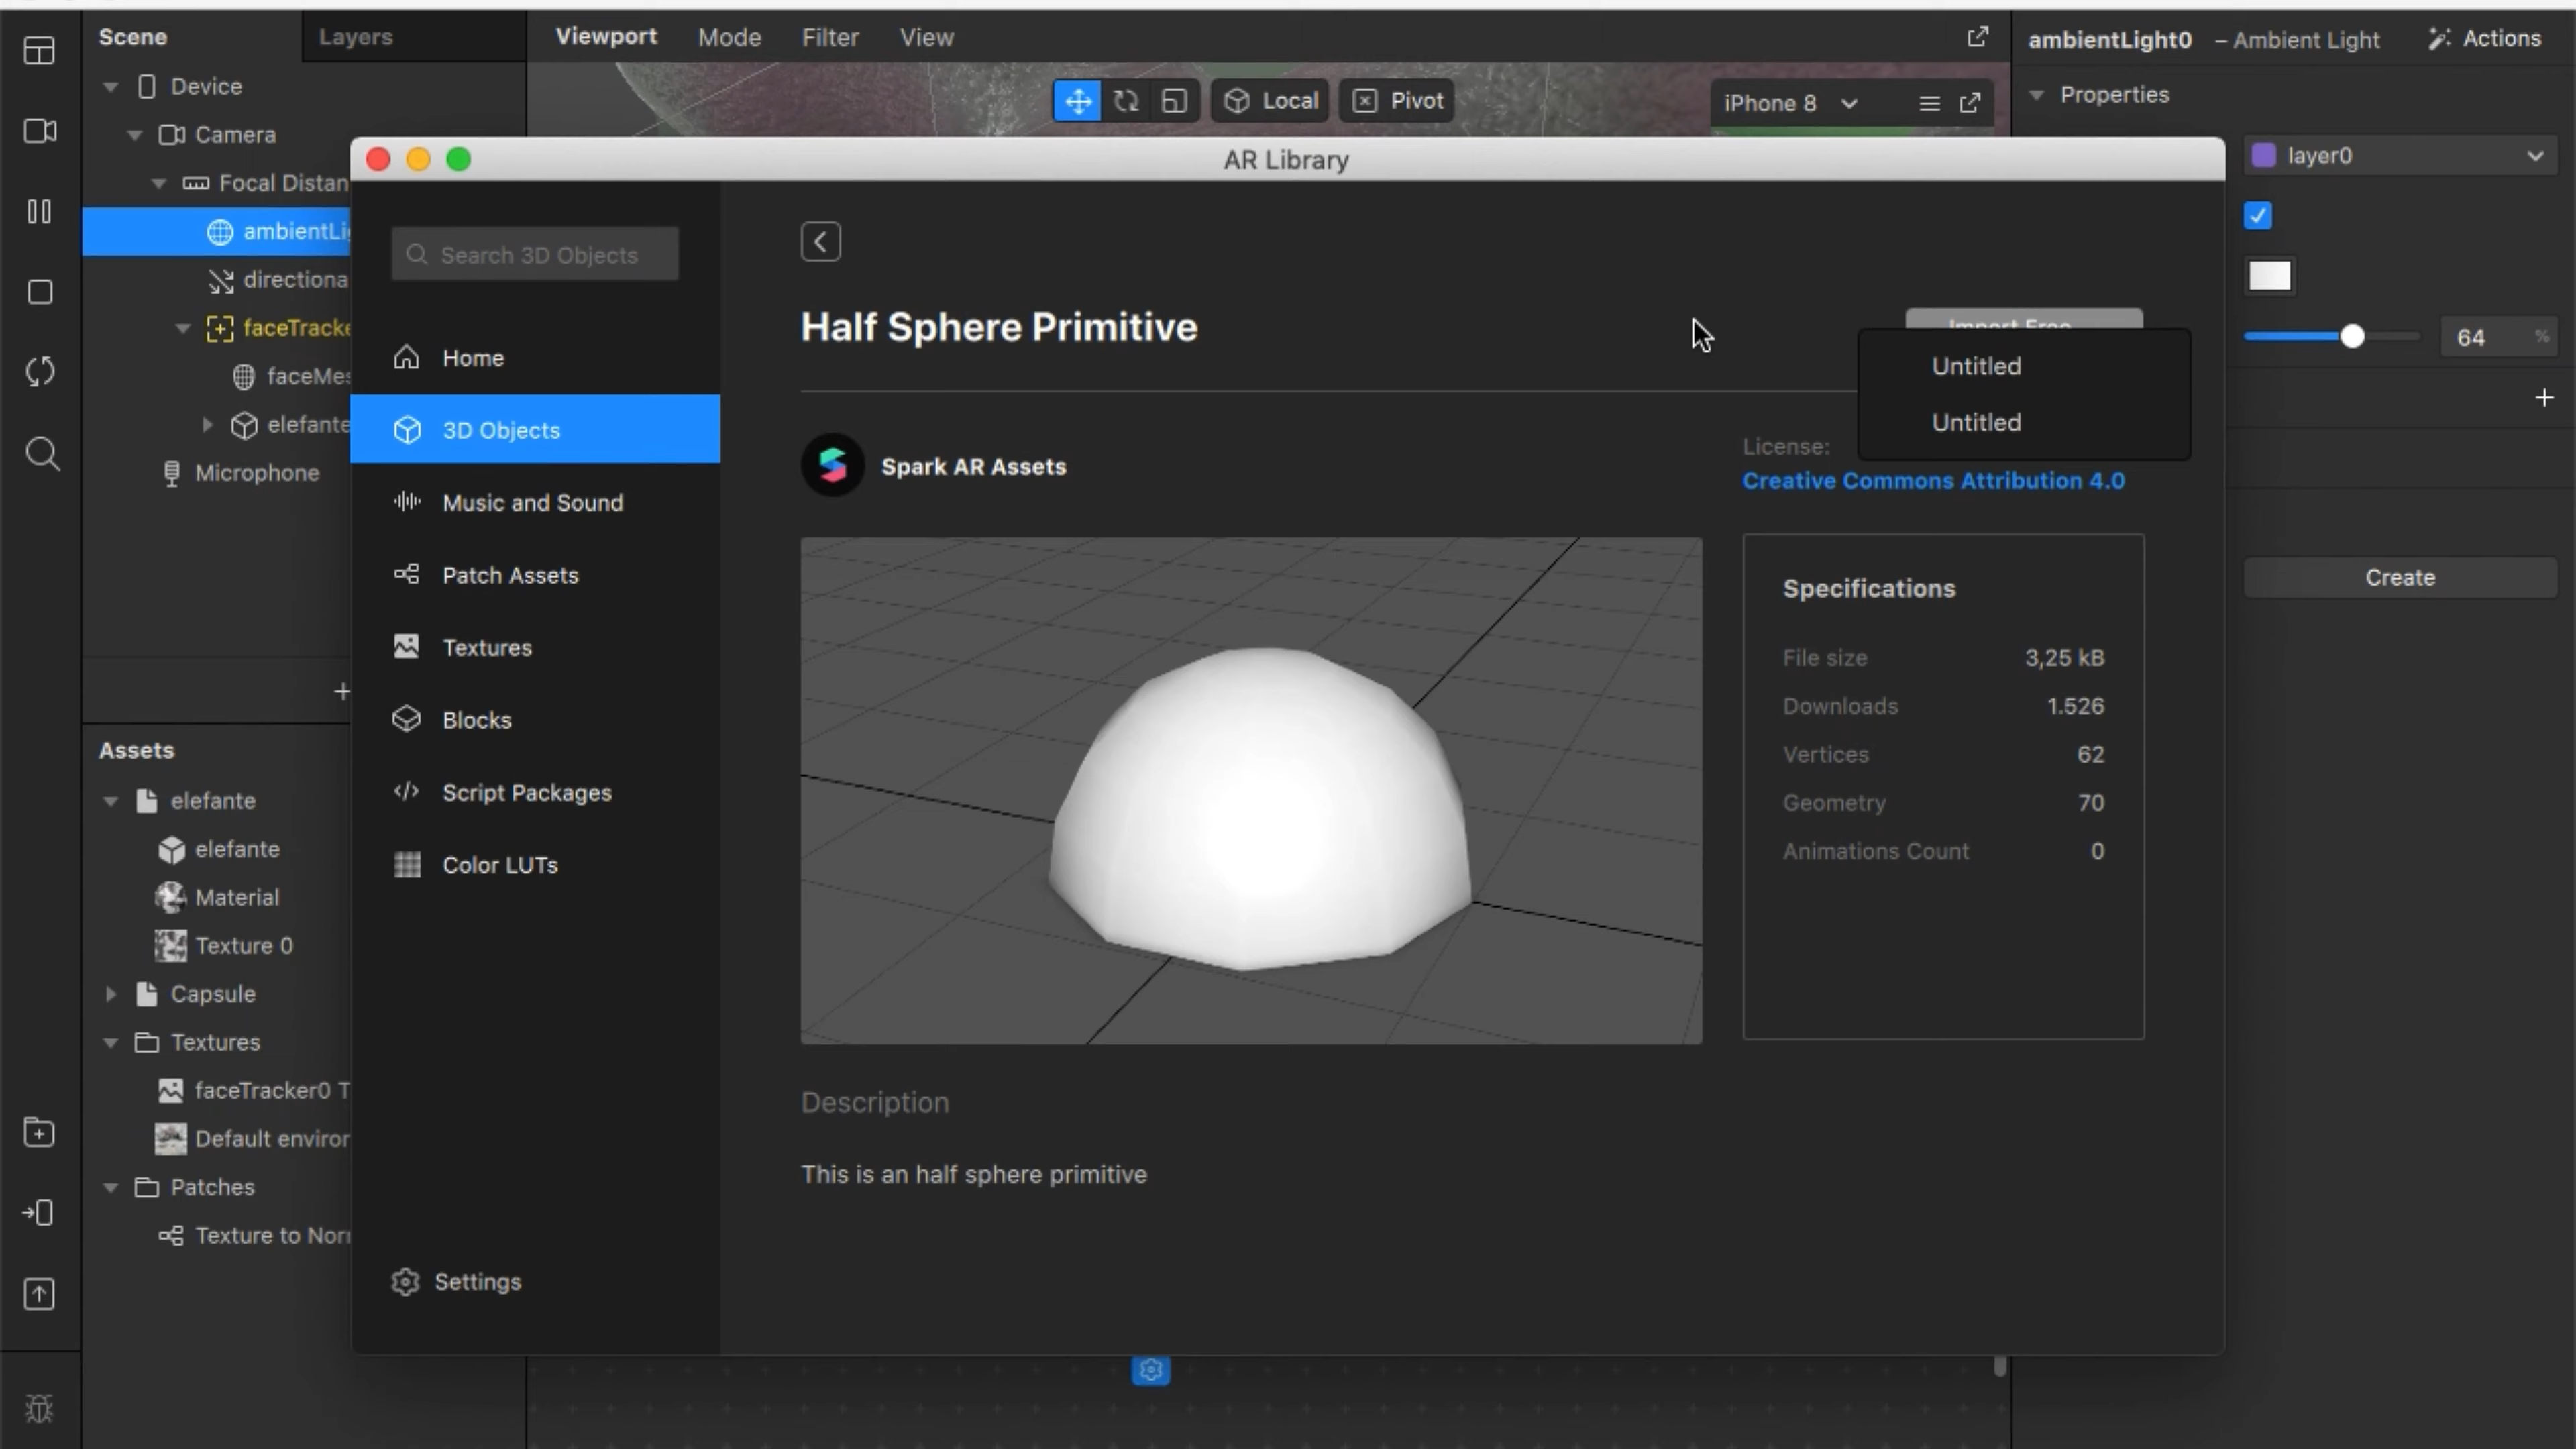 Scene
Layers
Device
Camera
Focal Distan
ambientLi
directiona
faceTracke
faceMes
elefante
Microphone
Assets
elefante
elefante
Material
Texture 0
Capsule
Textures
faceTracker0 T
Default enviror
Patches
Texture to Nor
Viewport Mode Filter View
Local
Pivot
iPhone 8
AR Library
Search 3D Objects
Home
3D Objects
Music and Sound
Patch Assets
Textures
Blocks
Script Packages
Color LUTs
Settings
Half Sphere Primitive
Import Free
Untitled
Untitled
Spark AR Assets
License:
Creative Commons Attribution 4.0
Specifications
File size 3,25 kB
Downloads 1.526
Vertices 62
Geometry 70
Animations Count 0
Description
This is an half sphere primitive
ambientLight0 – Ambient Light
Actions
Properties
layer0
64 %
Create